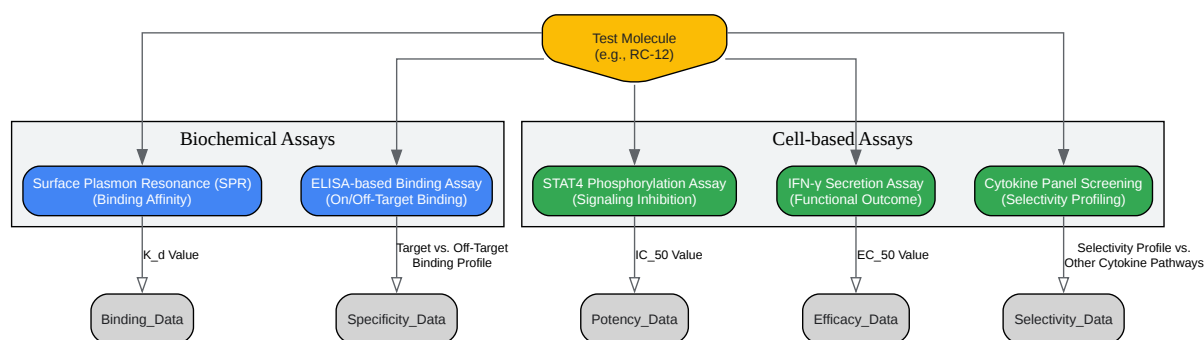 Test Molecule
(e.g., RC-12)
Biochemical Assays
Cell-based Assays
Surface Plasmon Resonance (SPR)
(Binding Affinity)
ELISA-based Binding Assay
(On/Off-Target Binding)
STAT4 Phosphorylation Assay
(Signaling Inhibition)
IFN-γ Secretion Assay
(Functional Outcome)
Cytokine Panel Screening
(Selectivity Profiling)
K_d Value
Target vs. Off-Target
Binding Profile
IC_50 Value
EC_50 Value
Selectivity Profile vs.
Other Cytokine Pathways
Binding_Data
Specificity_Data
Potency_Data
Efficacy_Data
Selectivity_Data